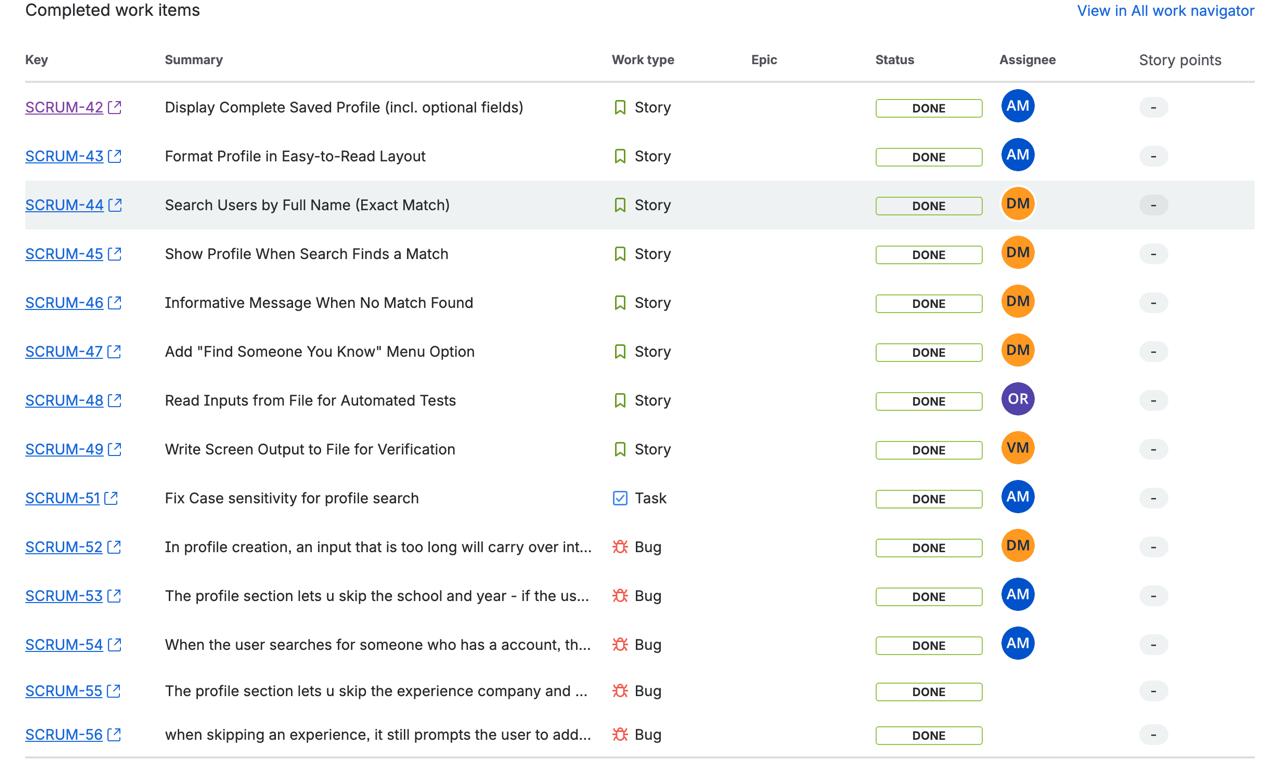 Completed work items View in All work navigator
Key Summary Work type Epic Status Assignee Story points
SCRUM-42 Display Complete Saved Profile (incl. optional fields) Story DONE AM -
SCRUM-43 Format Profile in Easy-to-Read Layout Story DONE AM -
SCRUM-44 Search Users by Full Name (Exact Match) Story DONE DM -
SCRUM-45 Show Profile When Search Finds a Match Story DONE DM -
SCRUM-46 Informative Message When No Match Found Story DONE DM -
SCRUM-47 Add "Find Someone You Know" Menu Option Story DONE DM -
SCRUM-48 Read Inputs from File for Automated Tests Story DONE OR -
SCRUM-49 Write Screen Output to File for Verification Story DONE VM -
SCRUM-51 Fix Case sensitivity for profile search Task DONE AM -
SCRUM-52 In profile creation, an input that is too long will carry over int... Bug DONE DM -
SCRUM-53 The profile section lets u skip the school and year - if the us... Bug DONE AM -
SCRUM-54 When the user searches for someone who has a account, th... Bug DONE AM -
SCRUM-55 The profile section lets u skip the experience company and ... Bug DONE -
SCRUM-56 when skipping an experience, it still prompts the user to add... Bug DONE -